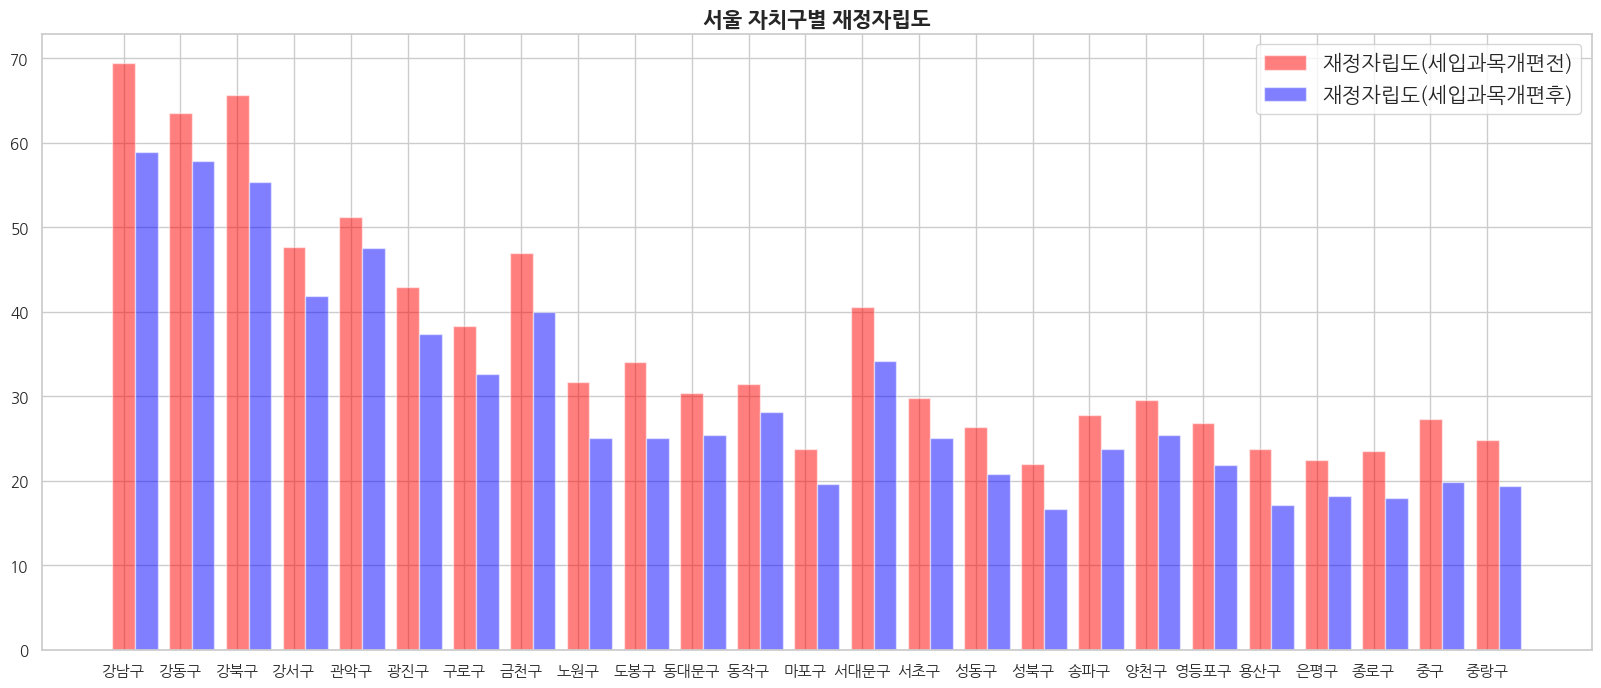 서울 자치구별 재정자립도
재정자립도(세입과목개편전)
재정자립도(세입과목개편후)
70
60
50
40
30
20
10
0
강남구 강동구 강북구 강서구 관악구 광진구 구로구 금천구 노원구 도봉구 동대문구 동작구 마포구 서대문구 서초구 성동구 성북구 송파구 양천구 영등포구 용산구 은평구 종로구 중구 중랑구